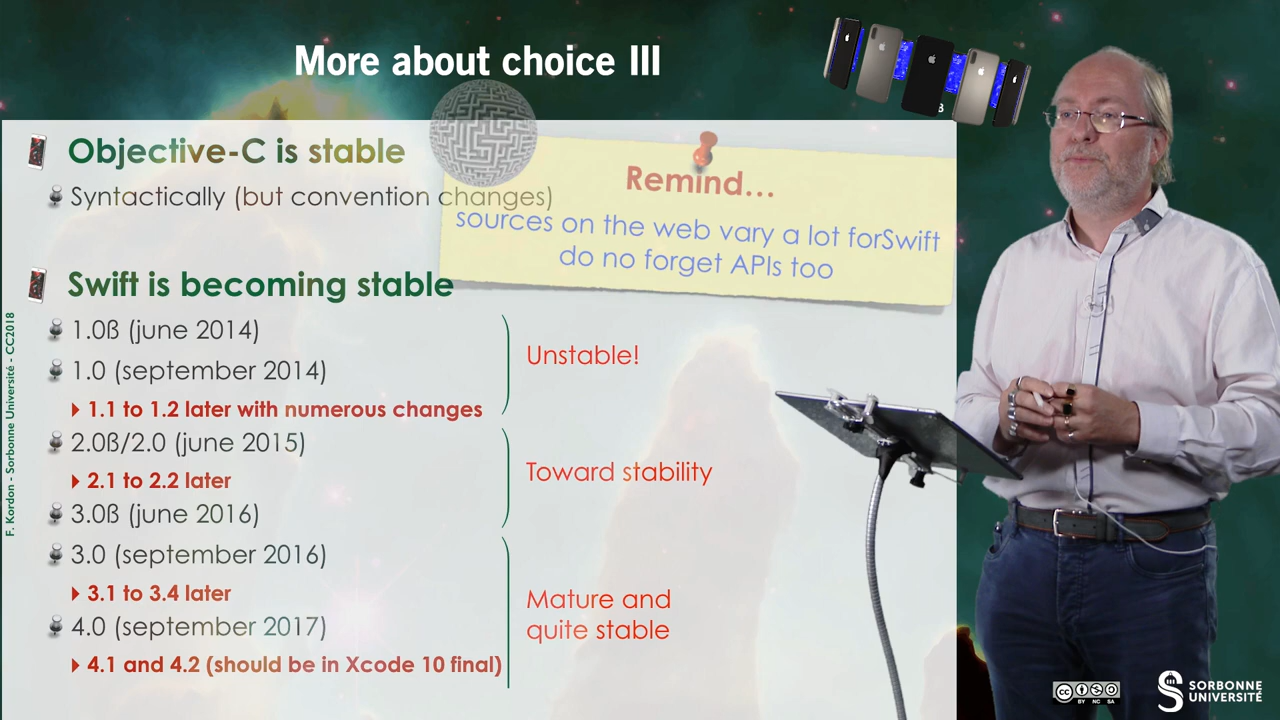 More about choice III
3
Objective-C is stable
Syntactically (but convention changes)
Remind...
sources on the web vary a lot forSwift
do no forget APIs too
Swift is becoming stable
1.0ß (june 2014)
1.0 (september 2014)
1.1 to 1.2 later with numerous changes
Unstable!
2.0ß/2.0 (june 2015)
2.1 to 2.2 later
3.0ß (june 2016)
Toward stability
3.0 (september 2016)
3.1 to 3.4 later
4.0 (september 2017)
4.1 and 4.2 (should be in Xcode 10 final)
Mature and
quite stable
F. Kordon - Sorbonne Université - CC2018
cc
BY NC SA
SORBONNE
UNIVERSITÉ